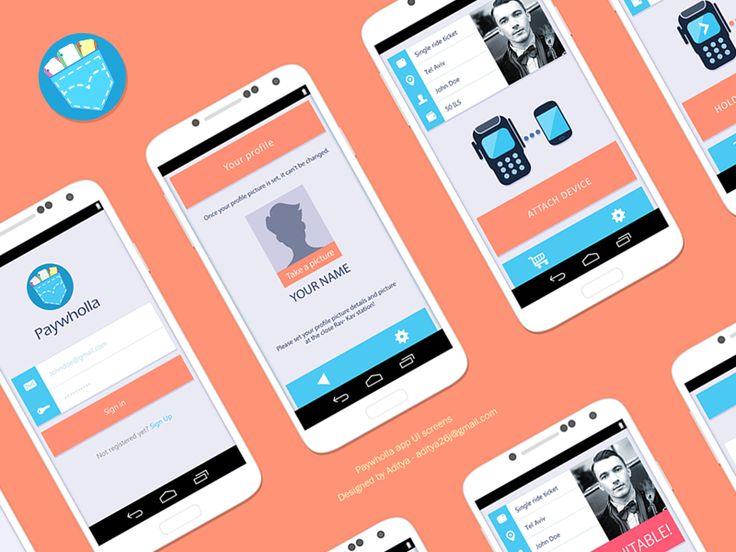 Paywholla
Johndoe@gmail.com
Sign in
Not registered yet? Sign Up
Your profile
Once your profile picture is set, it can't be changed.
Take a picture
YOUR NAME
Please set your profile picture details and picture
at the close Rav- Kav station!
Single ride ticket
Tel Aviv
John Doe
50 ILS
ATTACH DEVICE
HOLD
Paywholla app UI screens
Designed by Aditya - aditya26j@gmail.com
Single ride ticket
Tel Aviv
John Doe